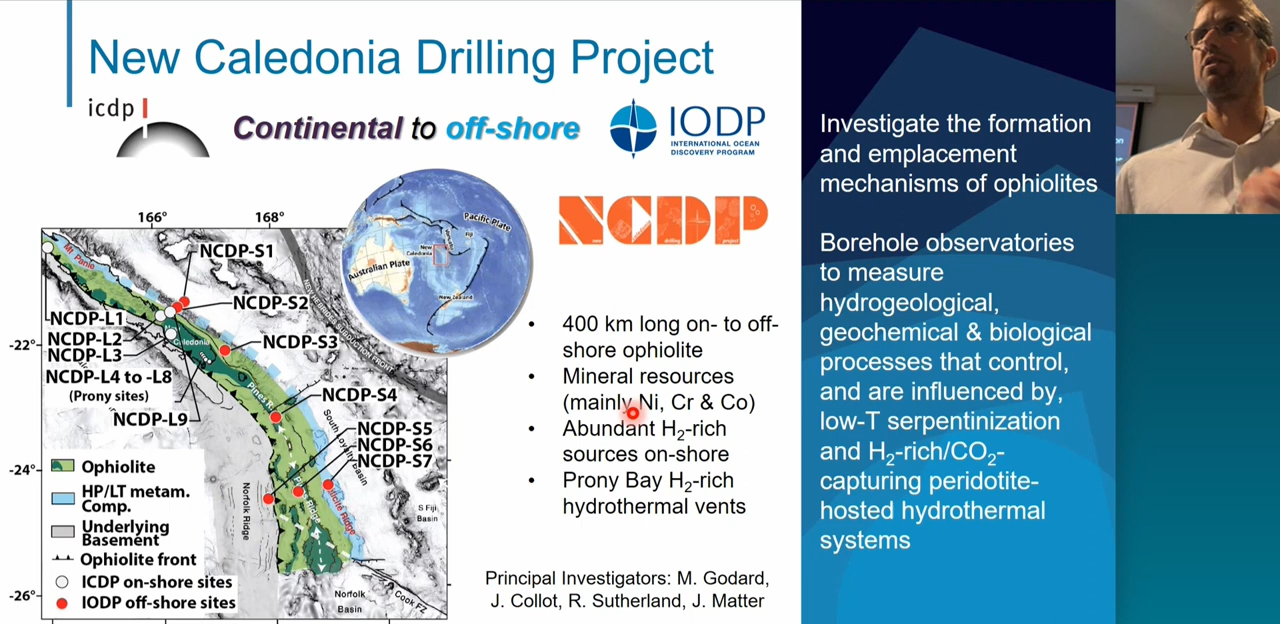 New Caledonia Drilling Project
icdp
Continental to off-shore
IODP
INTERNATIONAL OCEAN
DISCOVERY PROGRAM
NCDP
166°
168°
-22°
-24°
-26°
Mt Panie
NCDP-S1
NCDP-S2
NCDP-S3
NCDP-S4
NCDP-S5
NCDP-S6
NCDP-S7
NCDP-L1
NCDP-L2
NCDP-L3
NCDP-L4 to -L8
(Prony sites)
NCDP-L9
Caledonia
South Loyalty Basin
Norfolk Ridge
S Fiji
Basin
Norfolk
Basin
Cook FZ
Pacific Plate
Fiji
New
Caledonia
Australian Plate
New Zealand
Ophiolite
HP/LT metam.
Comp.
Underlying
Basement
Ophiolite front
ICDP on-shore sites
IODP off-shore sites
• 400 km long on- to off-
shore ophiolite
• Mineral resources
(mainly Ni, Cr & Co)
• Abundant H₂-rich
sources on-shore
• Prony Bay H₂-rich
hydrothermal vents
Principal Investigators: M. Godard,
J. Collot, R. Sutherland, J. Matter
Investigate the formation
and emplacement
mechanisms of ophiolites
Borehole observatories
to measure
hydrogeological,
geochemical & biological
processes that control,
and are influenced by,
low-T serpentinization
and H₂-rich/CO₂-
capturing peridotite-
hosted hydrothermal
systems